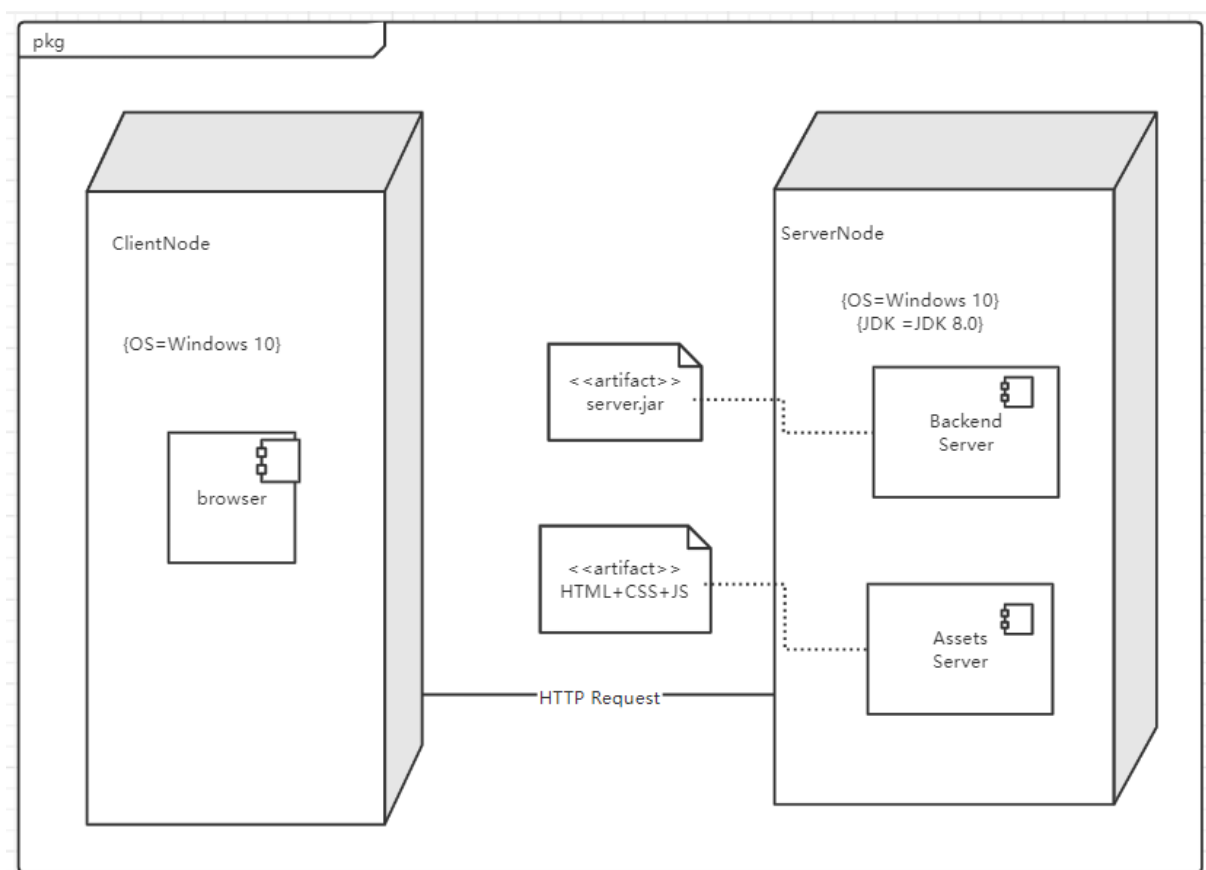 pkg
ClientNode
{OS=Windows 10}
browser
<<artifact>>
server.jar
<<artifact>>
HTML+CSS+JS
HTTP Request
ServerNode
{OS=Windows 10}
{JDK =JDK 8.0}
Backend
Server
Assets
Server